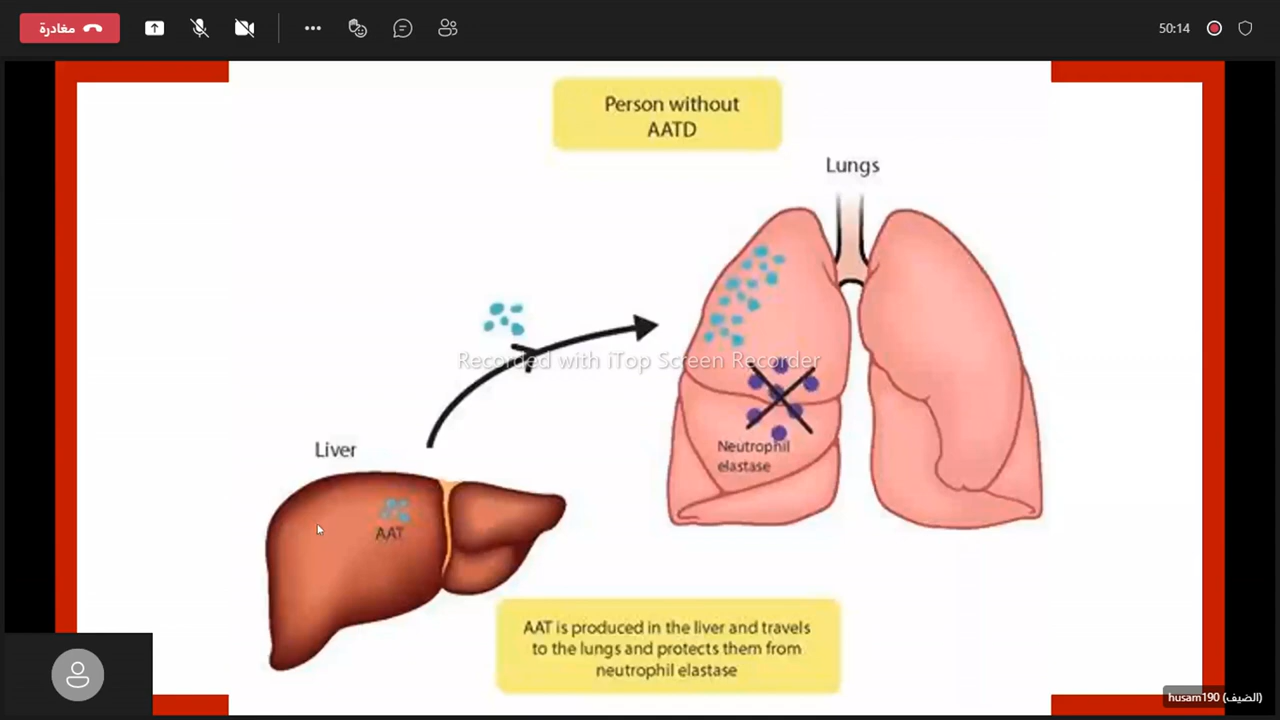 مغادرة
50:14
Person without
AATD
Lungs
Recorded with iTop Screen Recorder
Neutrophil
elastase
Liver
AAT
AAT is produced in the liver and travels
to the lungs and protects them from
neutrophil elastase
husam190 (الضيف)